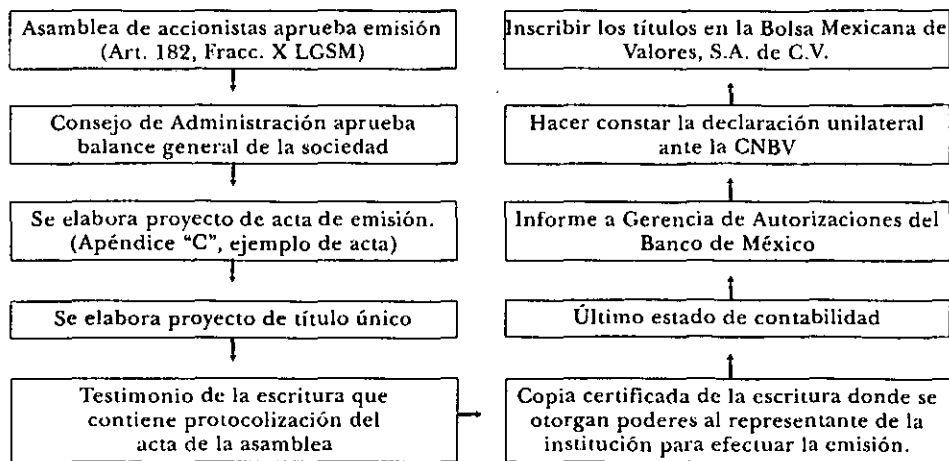 Asamblea de accionistas aprueba emisión
(Art. 182, Fracc. X LGSM)
Consejo de Administración aprueba
balance general de la sociedad
Se elabora proyecto de acta de emisión.
(Apéndice "C", ejemplo de acta)
Se elabora proyecto de título único
Testimonio de la escritura que
contiene protocolización del
acta de la asamblea
Copia certificada de la escritura donde se
otorgan poderes al representante de la
institución para efectuar la emisión.
Último estado de contabilidad
Informe a Gerencia de Autorizaciones del
Banco de México
Hacer constar la declaración unilateral
ante la CNBV
Inscribir los títulos en la Bolsa Mexicana de
Valores, S.A. de C.V.